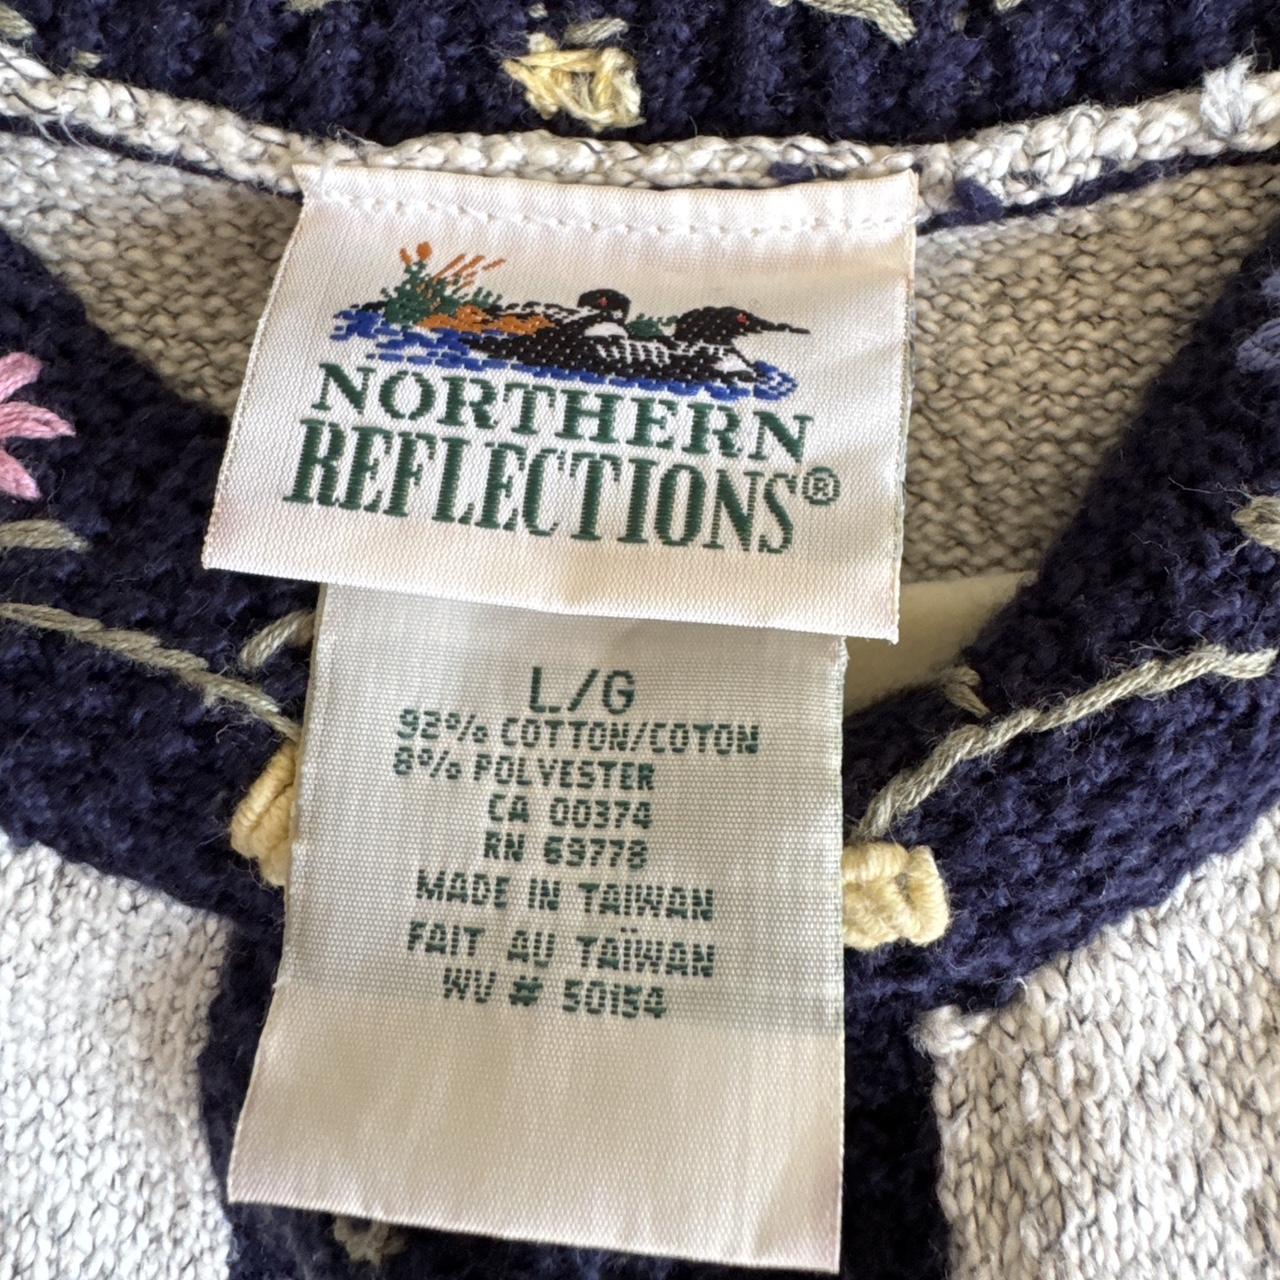 NORTHERN
REFLECTIONS®
L/G
92% COTTON/COTON
8% POLYESTER
CA 00374
RN 69778
MADE IN TAIWAN
FAIT AU TAÏWAN
WV # 50154